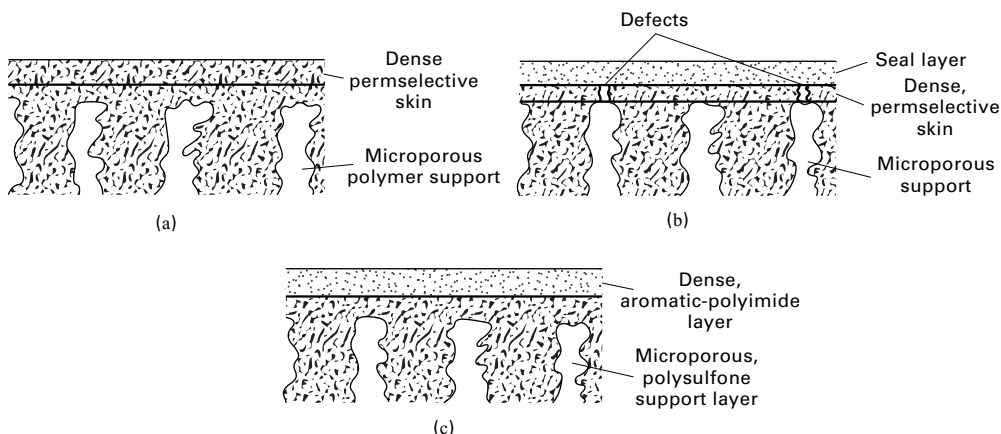 Dense
permselective
skin
Microporous
polymer support
(a)
Defects
Seal layer
Dense,
permselective
skin
Microporous
support
(b)
Dense,
aromatic-polyimide
layer
Microporous,
polysulfone
support layer
(c)